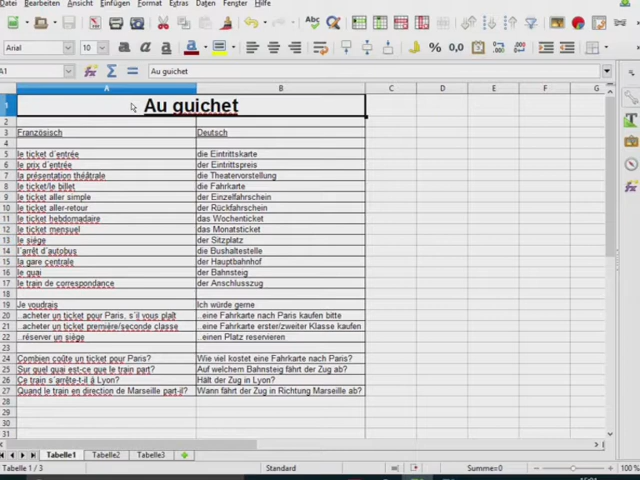 Datei Bearbeiten Ansicht Einfügen Format Extras Daten Fenster Hilfe
Arial 10
A1 Au guichet
A B C D E F G
1 Au guichet
2
3 Französisch Deutsch
4
5 le ticket d´entrée die Eintrittskarte
6 le prix d´entrée der Eintrittspreis
7 la présentation théâtrale die Theatervorstellung
8 le ticket/le billet die Fahrkarte
9 le ticket aller simple der Einzelfahrschein
10 le ticket aller-retour der Rückfahrschein
11 le ticket hebdomadaire das Wochenticket
12 le ticket mensuel das Monatsticket
13 le siège der Sitzplatz
14 l´arrêt d´autobus die Bushaltestelle
15 la gare centrale der Hauptbahnhof
16 le quai der Bahnsteig
17 le train de correspondance der Anschlusszug
18
19 Je voudrais Ich würde gerne
20 ..acheter un ticket pour Paris, s´il vous plaît ..eine Fahrkarte nach Paris kaufen bitte
21 ..acheter un ticket première/seconde classe ..eine Fahrkarte erster/zweiter Klasse kaufen
22 ..réserver un siège ..einen Platz reservieren
23
24 Combien coûte un ticket pour Paris? Wie viel kostet eine Fahrkarte nach Paris?
25 Sur quel quai est-ce que le train part? Auf welchem Bahnsteig fährt der Zug ab?
26 Ce train s´arrête-t-il à Lyon? Hält der Zug in Lyon?
27 Quand le train en direction de Marseille part-il? Wann fährt der Zug in Richtung Marseille ab?
28
29
30
31
Tabelle1 Tabelle2 Tabelle3
Tabelle 1 / 3 Standard Summe=0